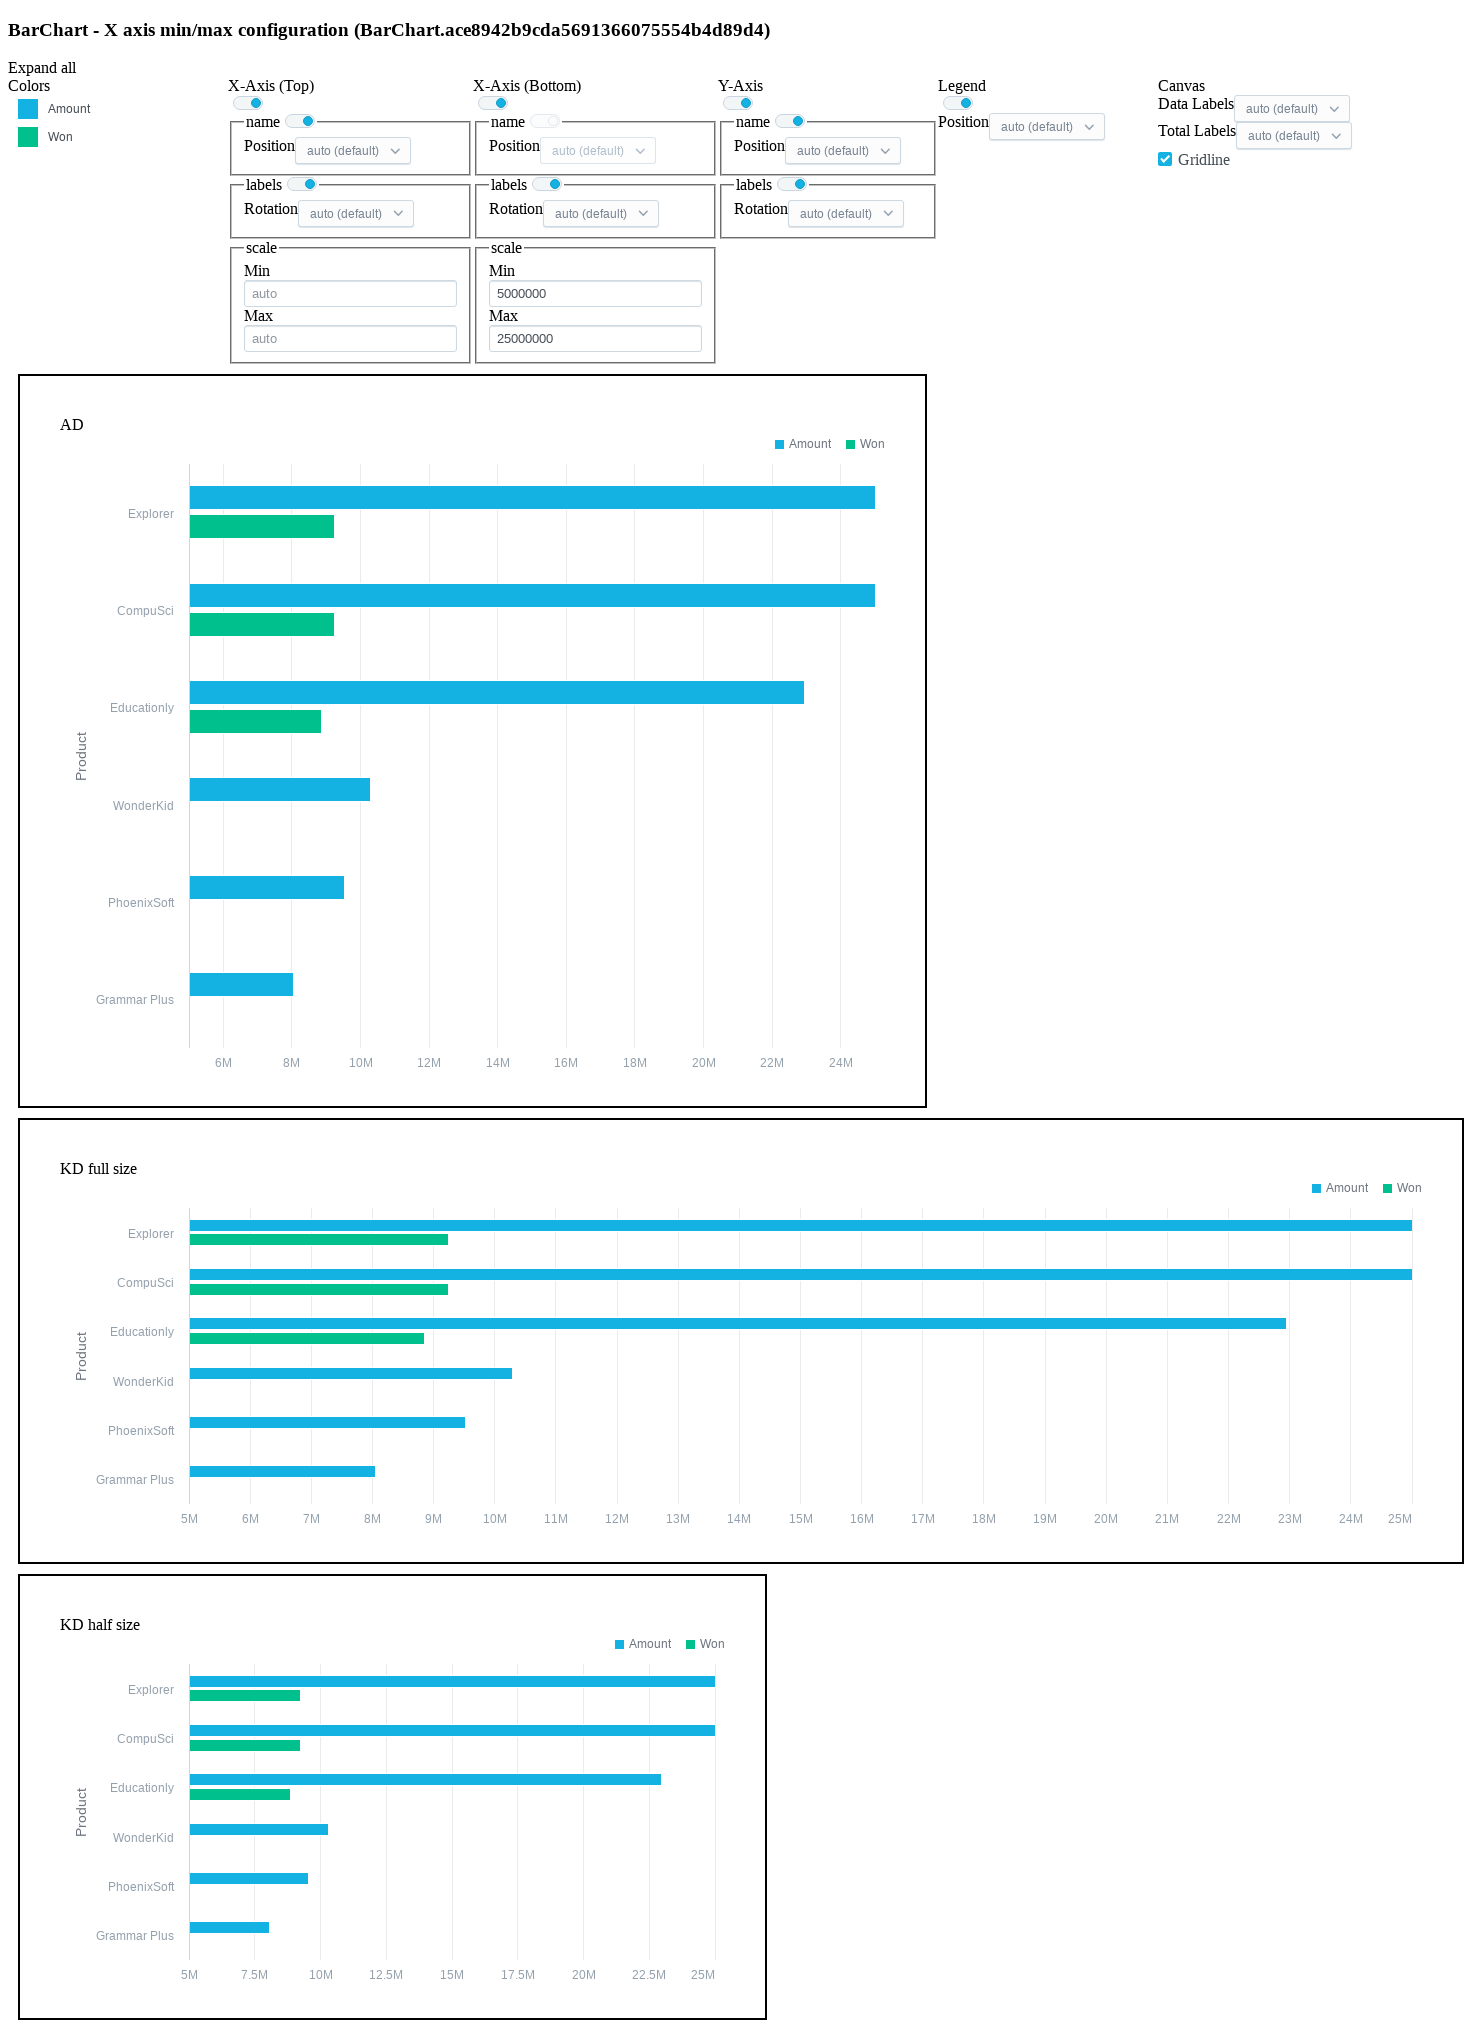 BarChart - X axis min/max configuration (BarChart.ace8942b9cda5691366075554b4d89d4)
Expand all
Colors
Amount
Won
X-Axis (Top)
name
Position auto (default)
labels
Rotation auto (default)
scale
Min
auto
Max
auto
X-Axis (Bottom)
name
Position auto (default)
labels
Rotation auto (default)
scale
Min
5000000
Max
25000000
Y-Axis
name
Position auto (default)
labels
Rotation auto (default)
Legend
Position auto (default)
Canvas
Data Labels auto (default)
Total Labels auto (default)
Gridline
AD
Amount Won
Explorer
CompuSci
Educationly
Product
WonderKid
PhoenixSoft
Grammar Plus
6M 8M 10M 12M 14M 16M 18M 20M 22M 24M
KD full size
Amount Won
Explorer
CompuSci
Educationly
Product
WonderKid
PhoenixSoft
Grammar Plus
5M 6M 7M 8M 9M 10M 11M 12M 13M 14M 15M 16M 17M 18M 19M 20M 21M 22M 23M 24M 25M
KD half size
Amount Won
Explorer
CompuSci
Educationly
Product
WonderKid
PhoenixSoft
Grammar Plus
5M 7.5M 10M 12.5M 15M 17.5M 20M 22.5M 25M